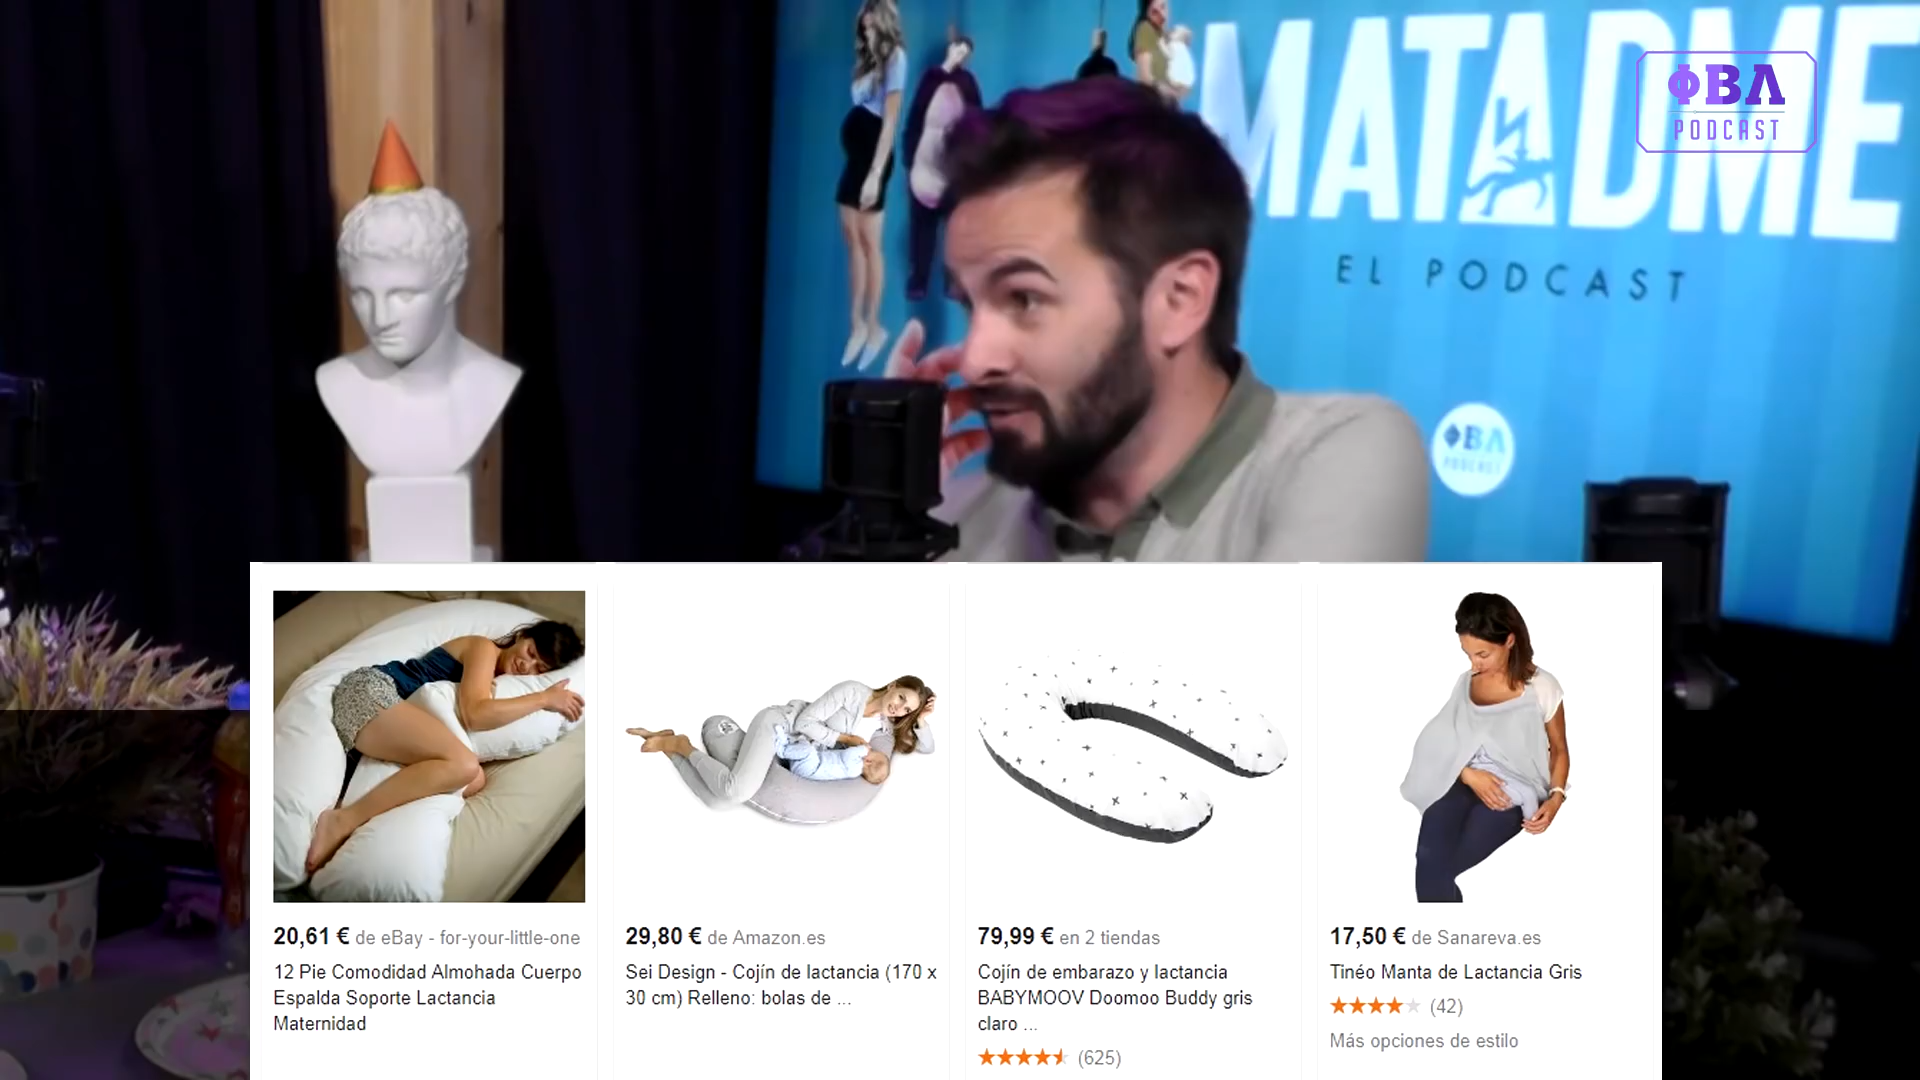 MATADME
EL PODCAST
ΦΒΛ
PODCAST
ΦΒΛ
PODCAST
20,61 € de eBay - for-your-little-one
12 Pie Comodidad Almohada Cuerpo
Espalda Soporte Lactancia
Maternidad
29,80 € de Amazon.es
Sei Design - Cojín de lactancia (170 x
30 cm) Relleno: bolas de ...
79,99 € en 2 tiendas
Cojín de embarazo y lactancia
BABYMOOV Doomoo Buddy gris
claro ...
(625)
17,50 € de Sanareva.es
Tinéo Manta de Lactancia Gris
(42)
Más opciones de estilo